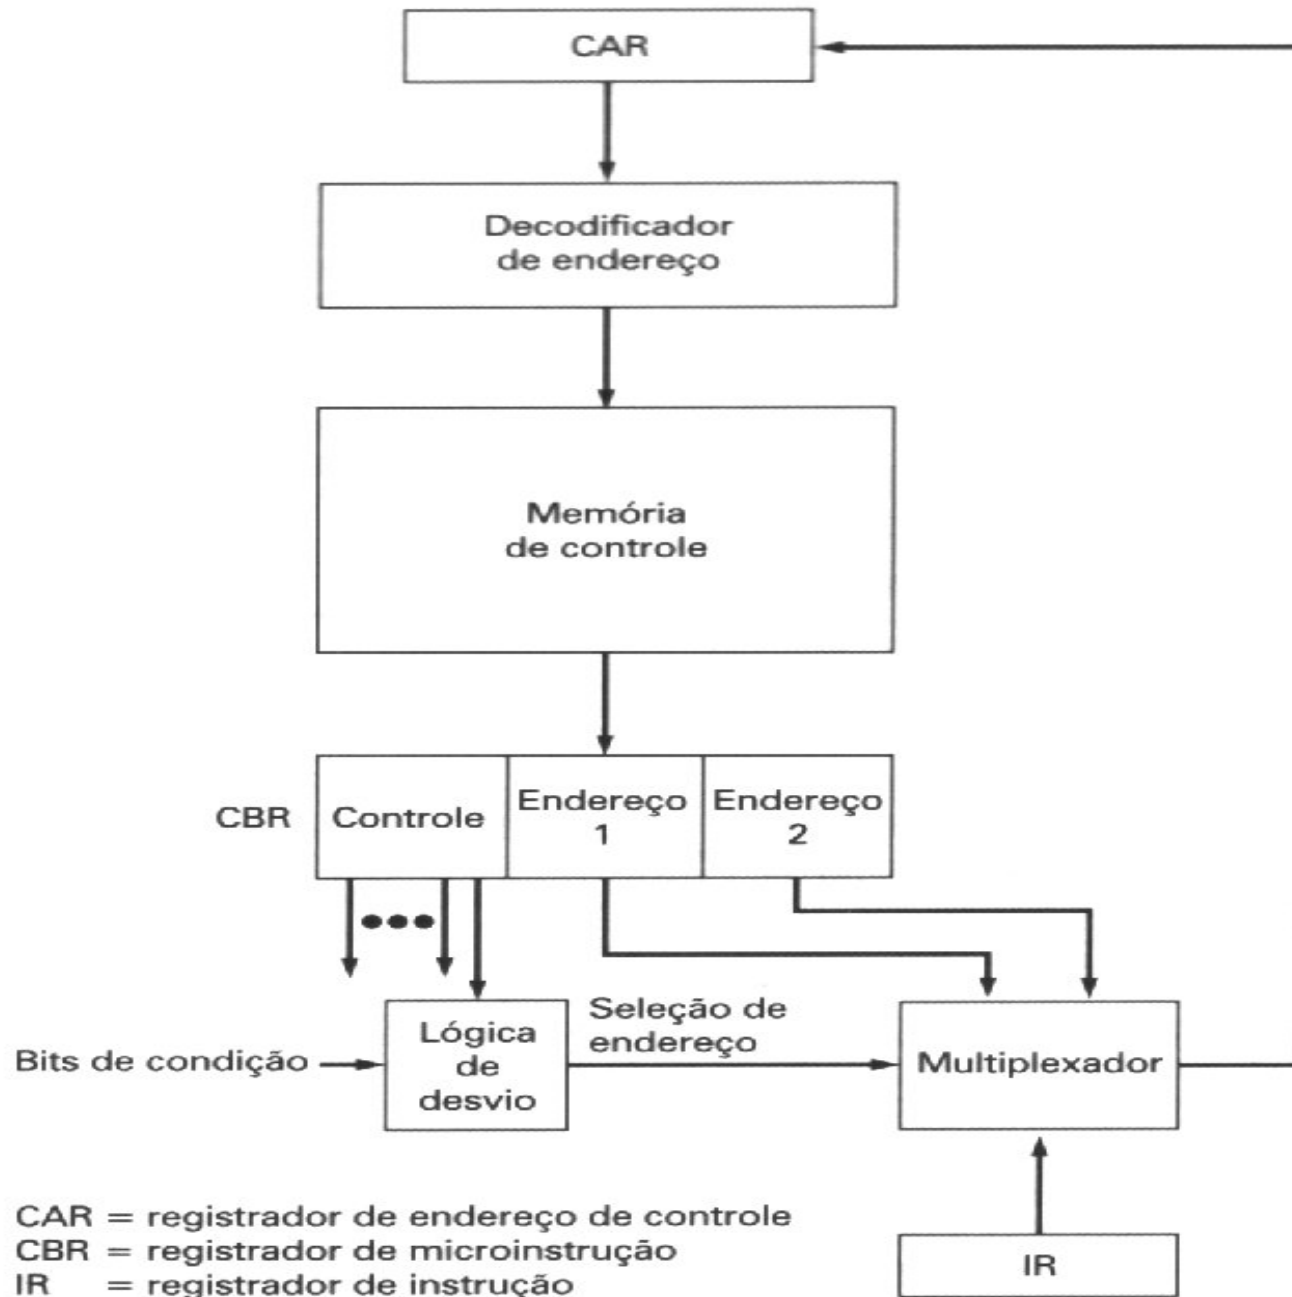 CAR
Decodificador
de endereço
Memória
de controle
CBR
Controle
Endereço
1
Endereço
2
Bits de condição
Lógica
de
desvio
Seleção de
endereço
Multiplexador
IR
CAR = registrador de endereço de controle
CBR = registrador de microinstrução
IR = registrador de instrução